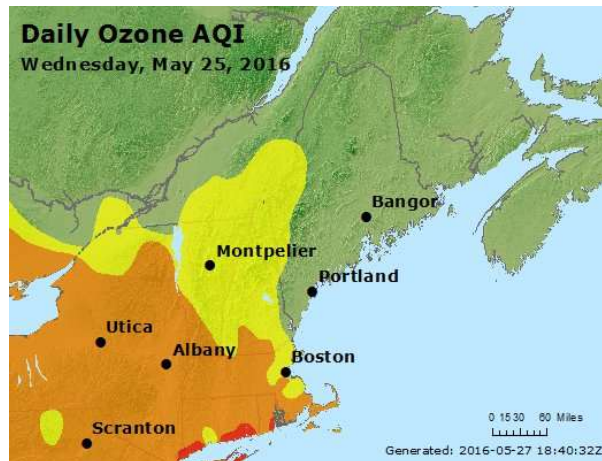 Daily Ozone AQI
Wednesday, May 25, 2016
Bangor
Montpelier
Portland
Utica
Albany
Boston
Scranton
0 15 30 60 Miles
Generated: 2016-05-27 18:40:32Z